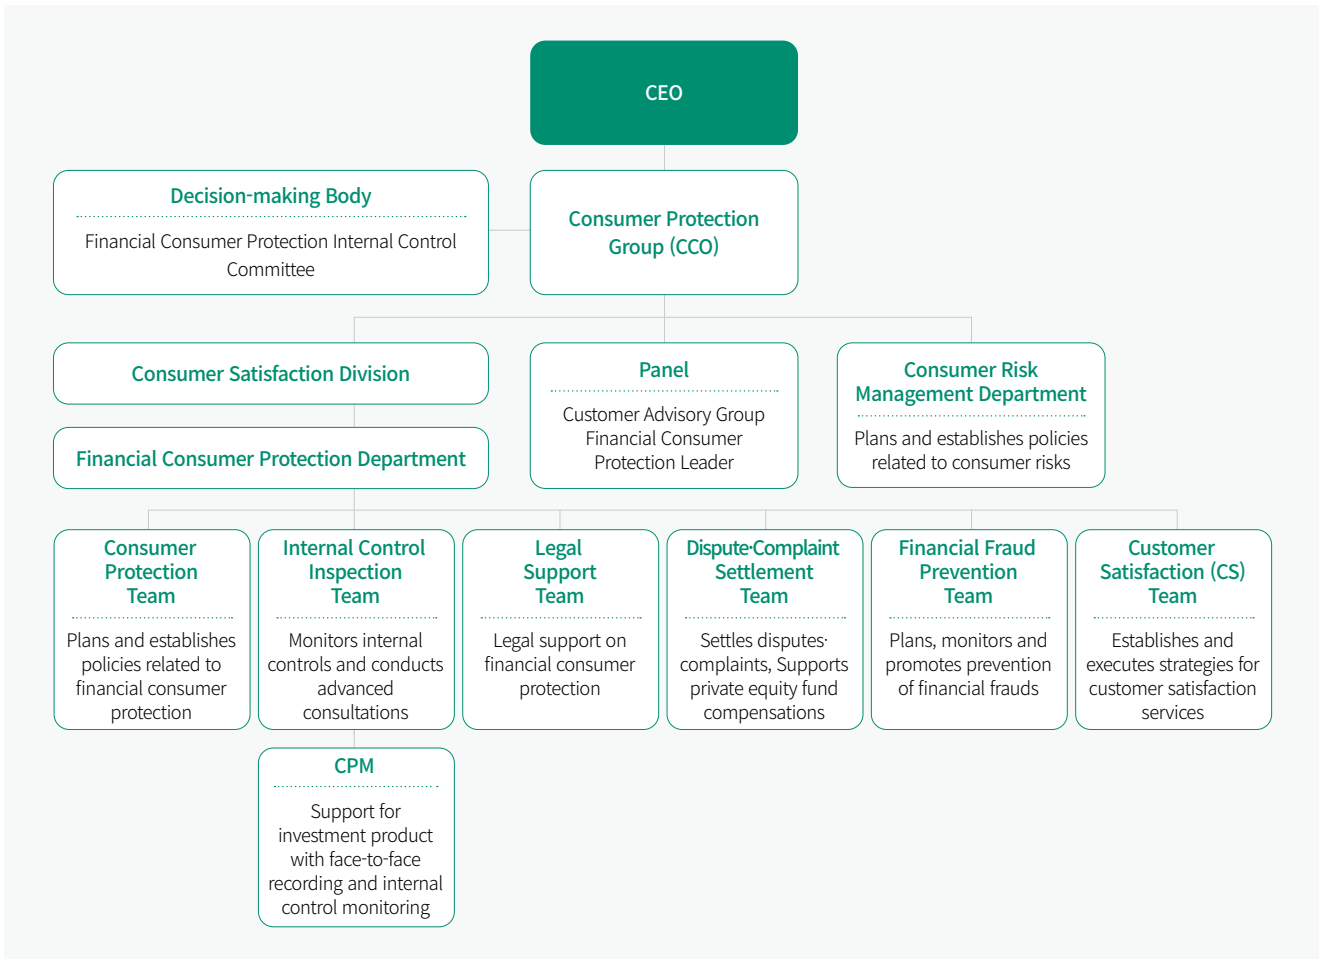 CEO
Decision-making Body
Financial Consumer Protection Internal Control
Committee
Consumer Protection
Group (CCO)
Consumer Satisfaction Division
Financial Consumer Protection Department
Panel
Customer Advisory Group
Financial Consumer
Protection Leader
Consumer Risk
Management Department
Plans and establishes policies
related to consumer risks
Consumer
Protection
Team
Plans and establishes
policies related to
financial consumer
protection
Internal Control
Inspection
Team
Monitors internal
controls and conducts
advanced
consultations
Legal
Support
Team
Legal support on
financial consumer
protection
Dispute·Complaint
Settlement
Team
Settles disputes·
complaints, Supports
private equity fund
compensations
Financial Fraud
Prevention
Team
Plans, monitors and
promotes prevention
of financial frauds
Customer
Satisfaction (CS)
Team
Establishes and
executes strategies for
customer satisfaction
services
CPM
Support for
investment product
with face-to-face
recording and internal
control monitoring